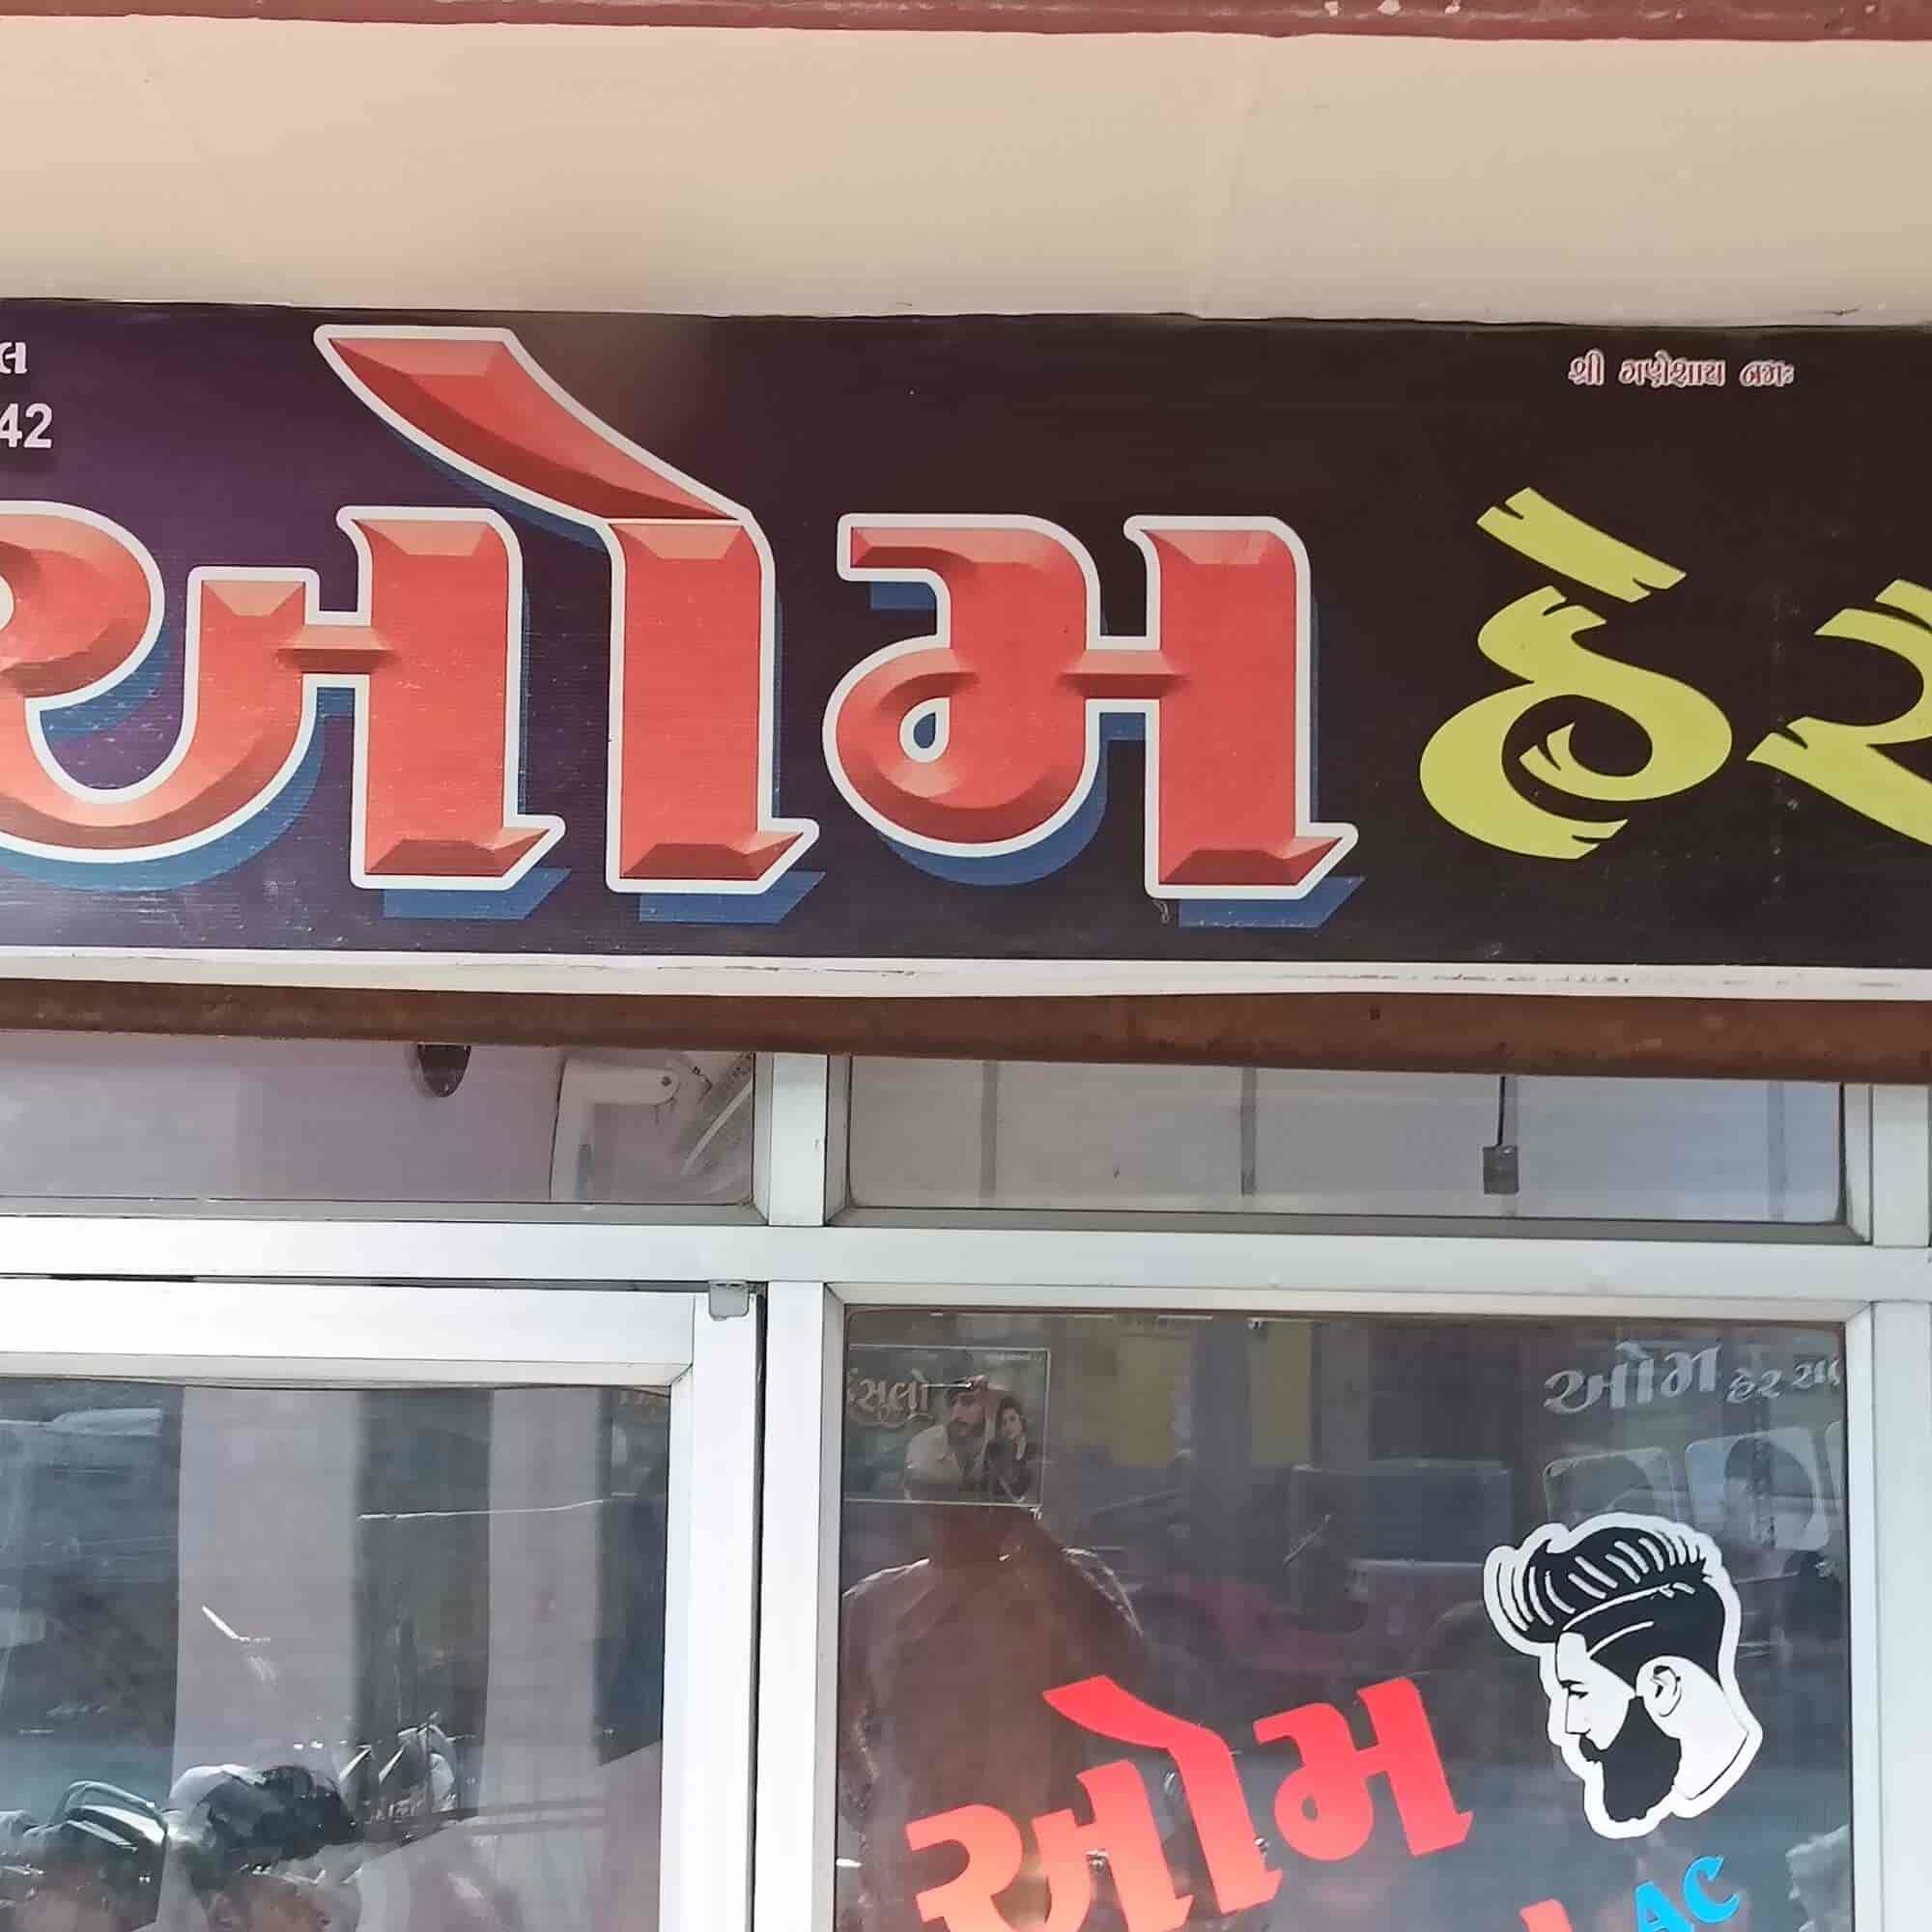 શ્રી ગણેશાય નમઃ
42
ઓમ હેર
ઓમ હેર
ઓમ
AC